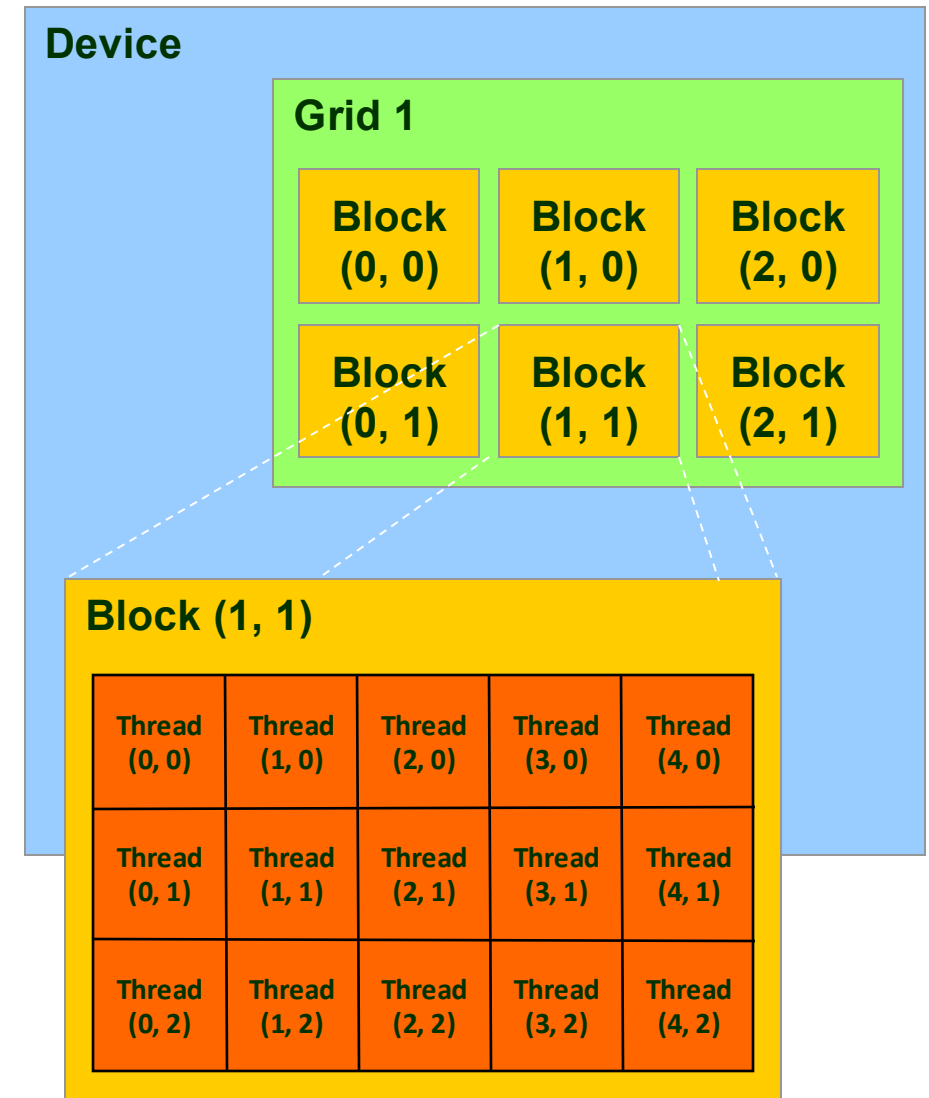 Device
Grid 1
Block
(0, 0)
Block
(1, 0)
Block
(2, 0)
Block
(0, 1)
Block
(1, 1)
Block
(2, 1)
Block (1, 1)
Thread
(0, 0)
Thread
(1, 0)
Thread
(2, 0)
Thread
(3, 0)
Thread
(4, 0)
Thread
(0, 1)
Thread
(1, 1)
Thread
(2, 1)
Thread
(3, 1)
Thread
(4, 1)
Thread
(0, 2)
Thread
(1, 2)
Thread
(2, 2)
Thread
(3, 2)
Thread
(4, 2)